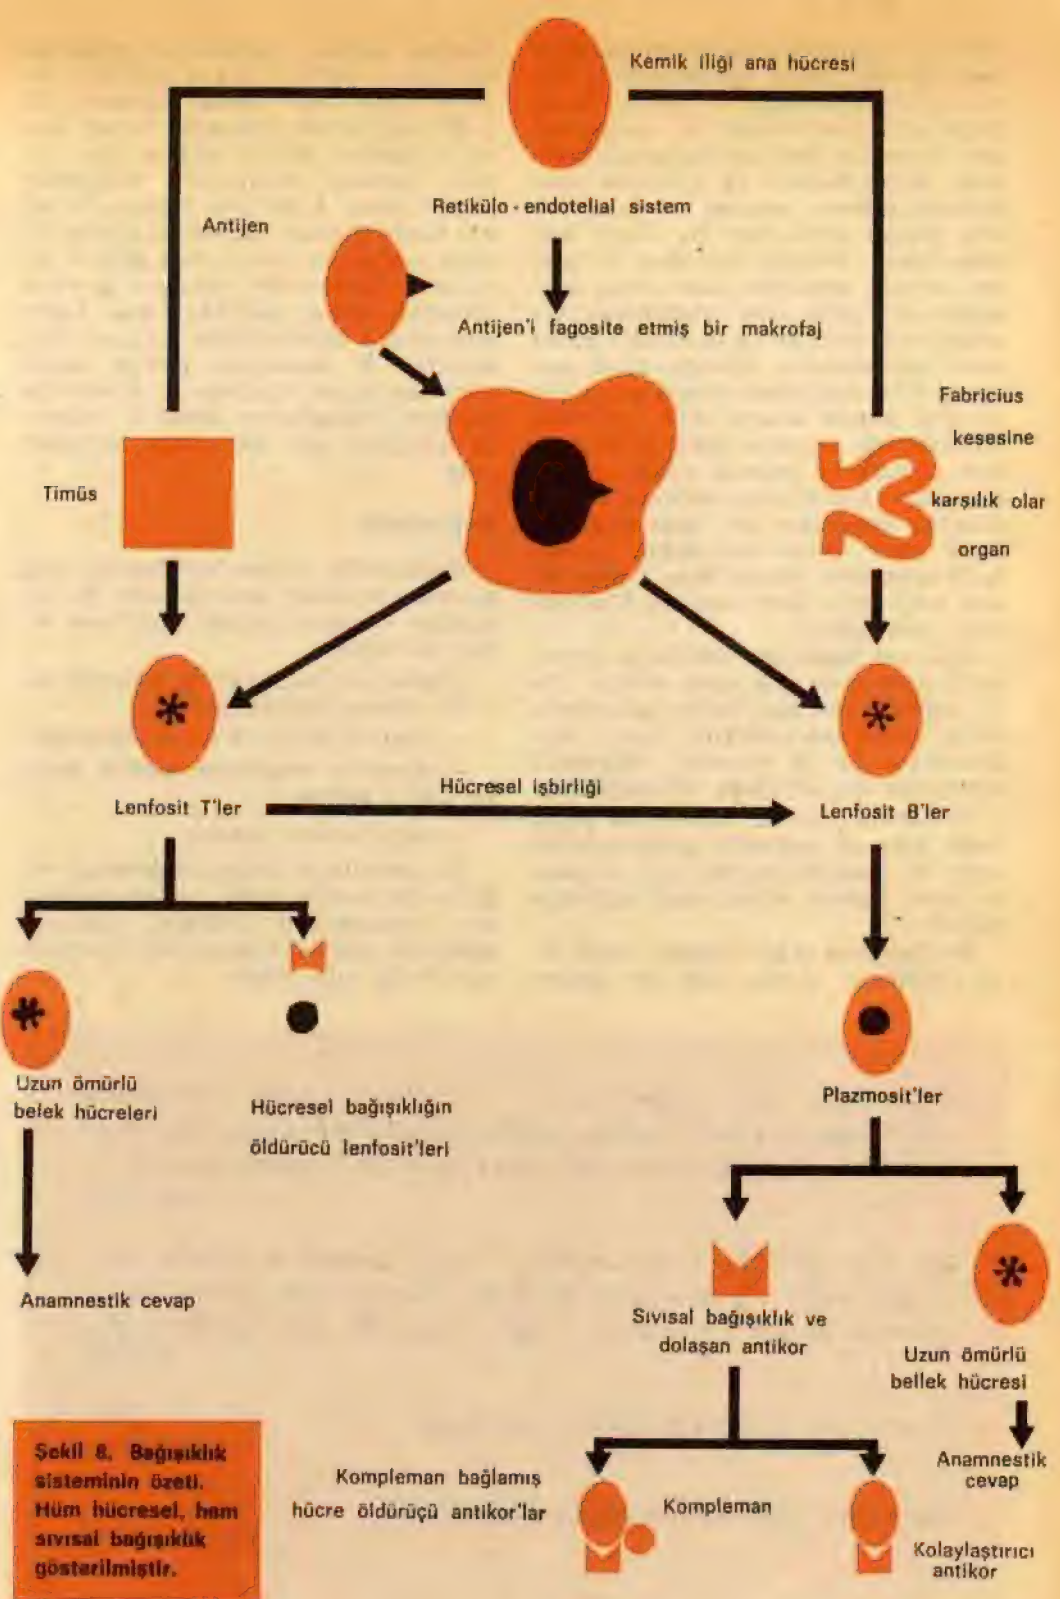 Kemik iliği ana hücresi
Retikülo - endotelial sistem
Antijen
Antijen'i fagosite etmiş bir makrofaj
Fabricius
kesesine
karşılık olar
organ
Timüs
Hücresel işbirliği
Lenfosit T'ler
Lenfosit B'ler
Uzun ömürlü
belek hücreleri
Hücresel bağışıklığın
öldürücü lenfosit'leri
Plazmosit'ler
Anamnestik cevap
Sıvısal bağışıklık ve
dolaşan antikor
Uzun ömürlü
bellek hücresi
Anamnestik
cevap
Kompleman bağlamış
hücre öldürüçü antikor'lar
Kompleman
Kolaylaştırıcı
antikor
Şekil 8. Bağışıklık
sisteminin özeti.
Hüm hücresel, hem
sıvısal bağışıklık
gösterilmiştir.